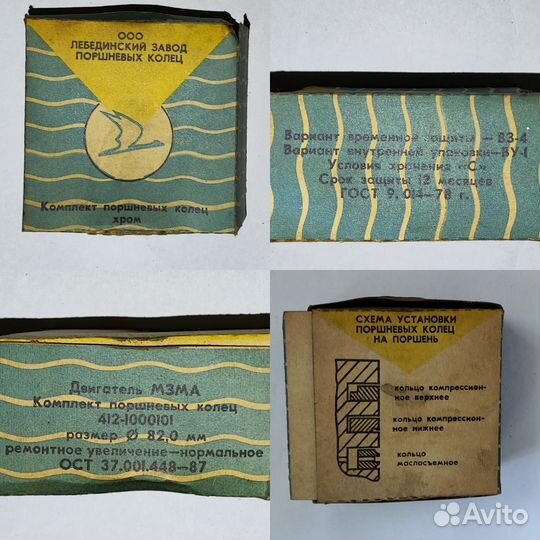 ООО
ЛЕБЕДИНСКИЙ ЗАВОД
ПОРШНЕВЫХ КОЛЕЦ
Комплект поршневых колец
хром
Вариант временной защиты — ВЗ-4
Вариант внутренней упаковки—ВУ-1
Условия хранения «С»
Срок защиты 12 месяцев
ГОСТ 9.014—78 г.
Двигатель МЗМА
Комплект поршневых колец
412-1000101
размер Ø 82,0 мм
ремонтное увеличение—нормальное
ОСТ 37.001.448—87
СХЕМА УСТАНОВКИ
ПОРШНЕВЫХ КОЛЕЦ
НА ПОРШЕНЬ
кольцо компрессион-
ное верхнее
кольцо компрессион-
ное нижнее
кольцо
маслосъемное
Avito